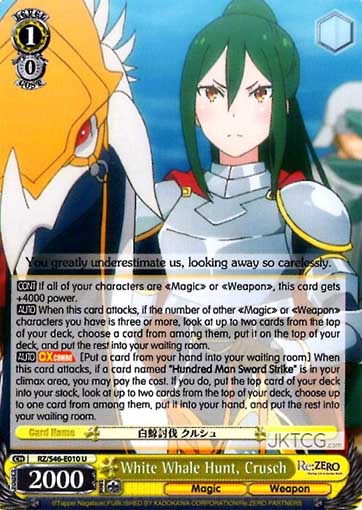 LEVEL
1
0
COST
You greatly underestimate us, looking away so carelessly.
CONT If all of your characters are «Magic» or «Weapon», this card gets
+4000 power.
AUTO When this card attacks, if the number of other «Magic» or «Weapon»
characters you have is three or more, look at up to two cards from the top
of your deck, choose a card from among them, put it on the top of your
deck, and put the rest into your waiting room.
AUTO CX COMBO [Put a card from your hand into your waiting room] When
this card attacks, if a card named "Hundred Man Sword Strike" is in your
climax area, you may pay the cost. If you do, put the top card of your deck
into your stock, look at up to two cards from the top of your deck, choose up
to one card from among them, put it into your hand, and put the rest into
your waiting room.
Card Name 白鯨討伐 クルシュ
JKTCG.com
CH RZ/S46-E010 U White Whale Hunt, Crusch Re:ZERO
2000 Magic Weapon
©Tappei Nagatsuki,PUBLISHED BY KADOKAWA CORPORATION/Re:ZERO PARTNERS